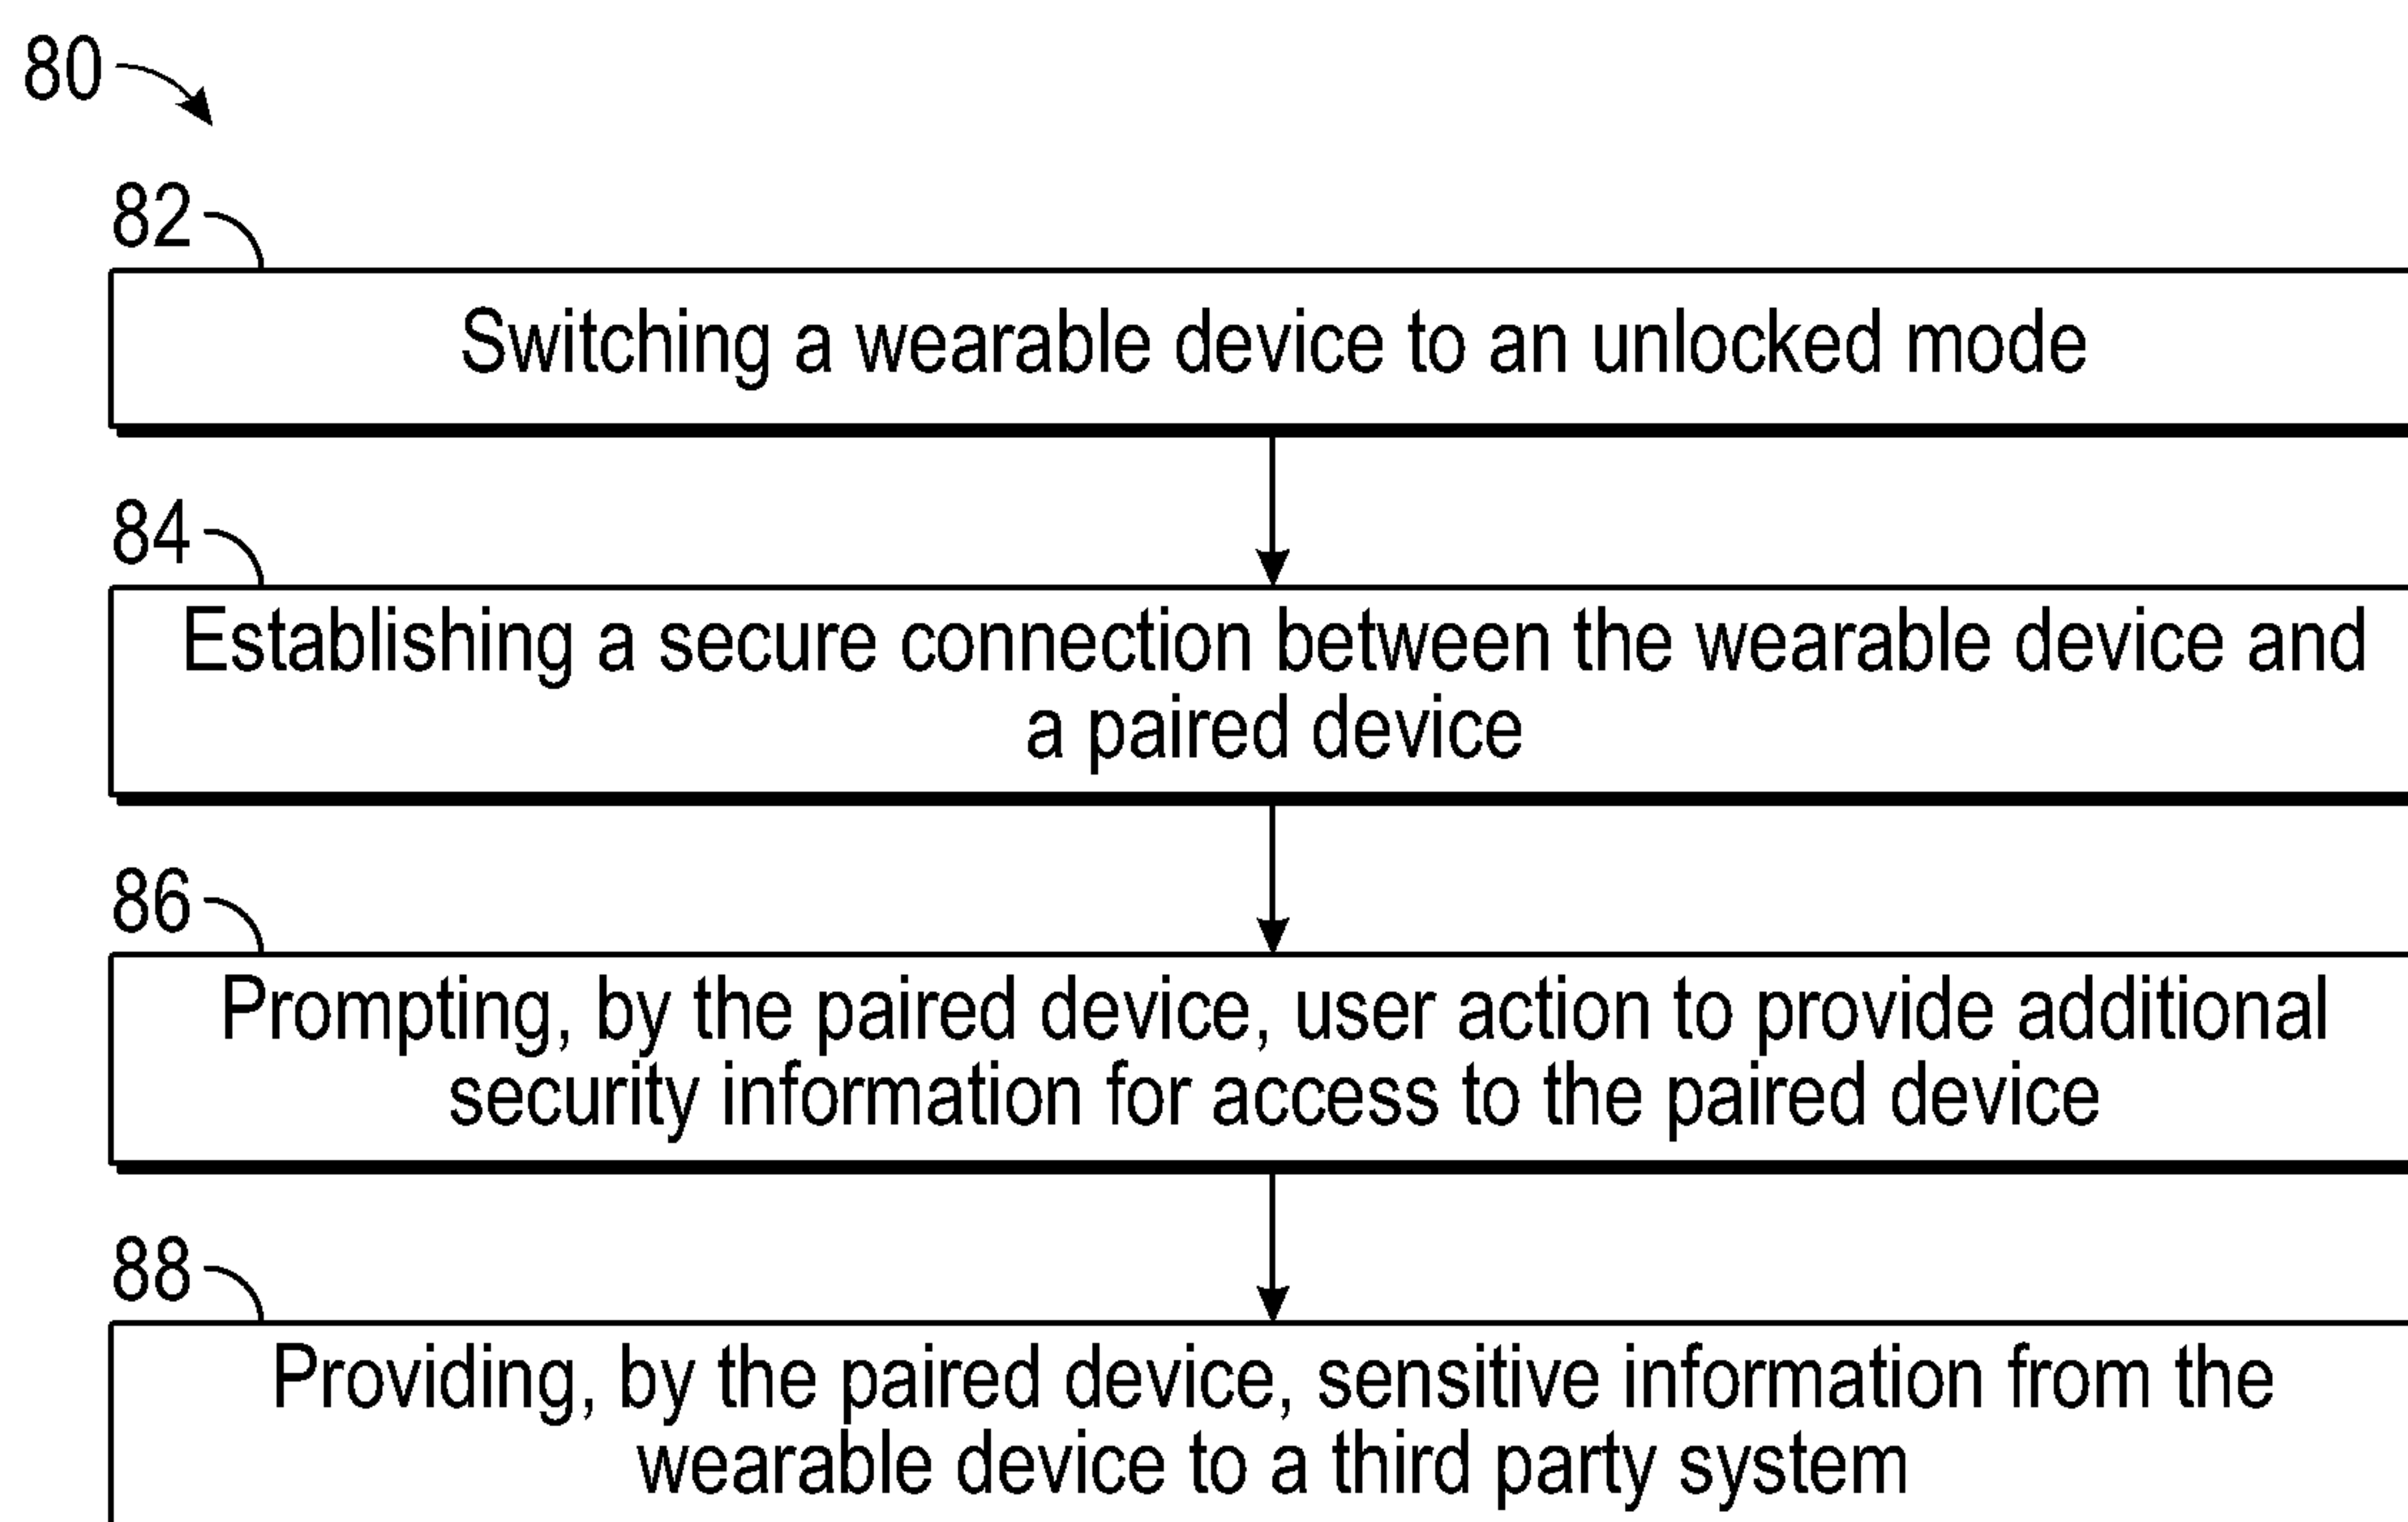 80
82
Switching a wearable device to an unlocked mode
84
Establishing a secure connection between the wearable device and
a paired device
86
Prompting, by the paired device, user action to provide additional
security information for access to the paired device
88
Providing, by the paired device, sensitive information from the
wearable device to a third party system